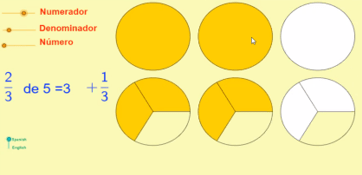 Numerador
Denominador
Número
2/3 de 5 =3 + 1/3
Spanish
English